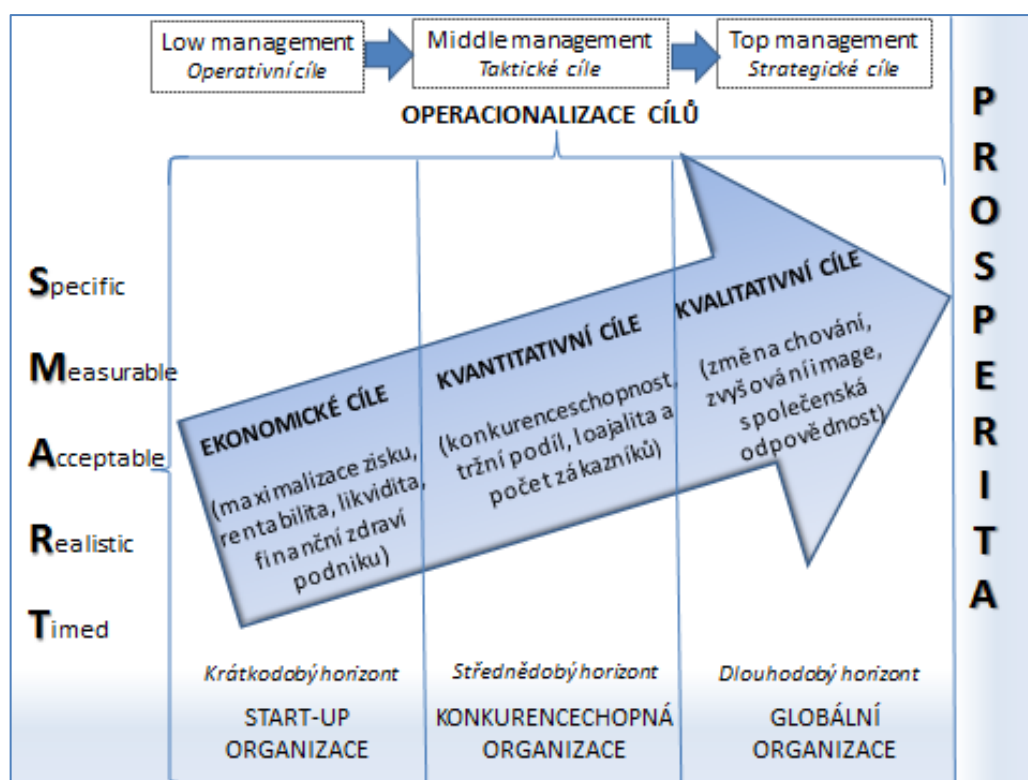 Low management
Operativní cíle
Middle management
Taktické cíle
Top management
Strategické cíle
OPERACIONALIZACE CÍLŮ
Specific
Measurable
Acceptable
Realistic
Timed
EKONOMICKÉ CÍLE
(maximalizace zisku,
rentabilita, likvidita,
finanční zdraví
podniku)
KVANTITATIVNÍ CÍLE
(konkurenceschopnost,
tržní podíl, loajalita a
počet zákazníků)
KVALITATIVNÍ CÍLE
(změna chování,
zvyšování image,
společenská
odpovědnost)
Krátkodobý horizont
START-UP
ORGANIZACE
Střednědobý horizont
KONKURENCECHOPNÁ
ORGANIZACE
Dlouhodobý horizont
GLOBÁLNÍ
ORGANIZACE
PROSPERITA